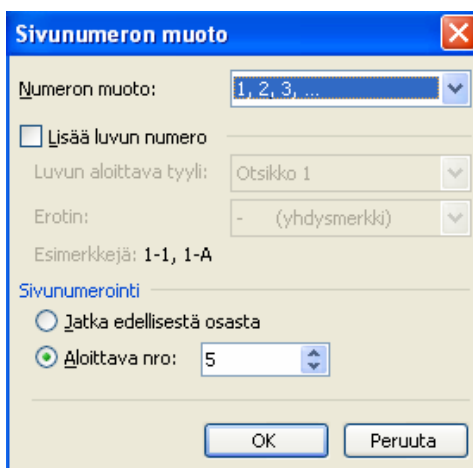 Sivunumeron muoto
Numeron muoto: 1, 2, 3, ...
Lisää luvun numero
Luvun aloittava tyyli: Otsikko 1
Erotin: - (yhdysmerkki)
Esimerkkejä: 1-1, 1-A
Sivunumerointi
Jatka edellisestä osasta
Aloittava nro: 5
OK Peruuta